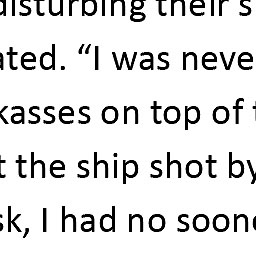 disturbing their s
ated. “I was neve
kasses on top of t
t the ship shot by
sk, I had no soone